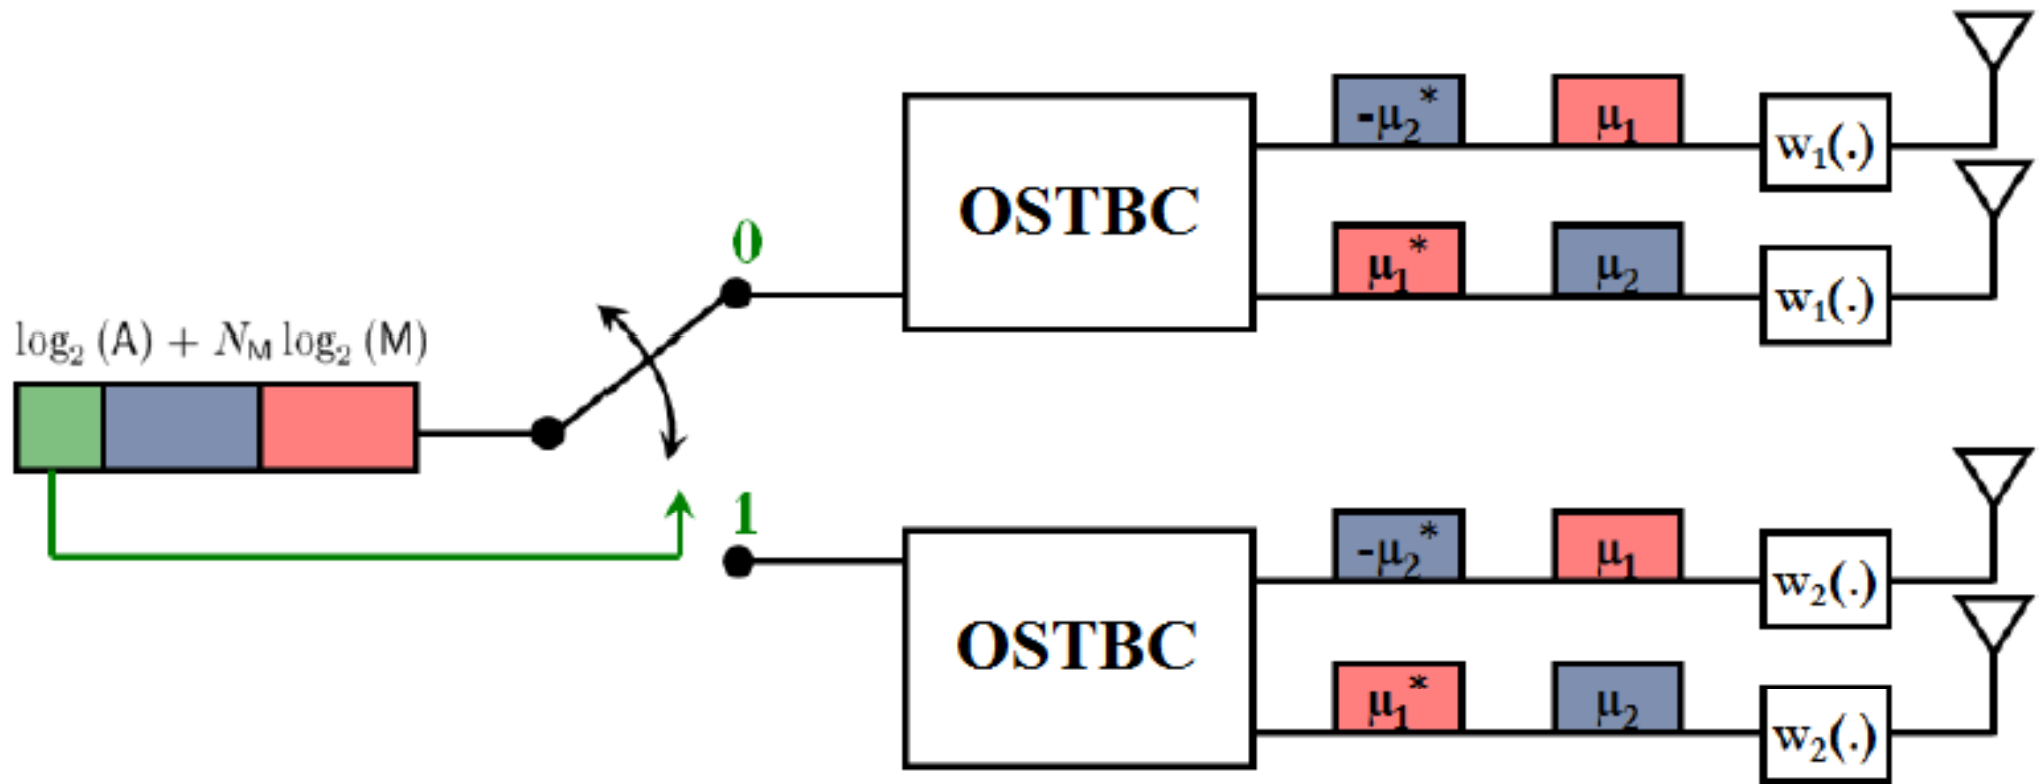 -μ₂* μ₁ w₁(.)
OSTBC
0
μ₁* μ₂ w₁(.)
log₂ (A) + N_M log₂ (M)
1
-μ₂* μ₁ w₂(.)
OSTBC
μ₁* μ₂ w₂(.)